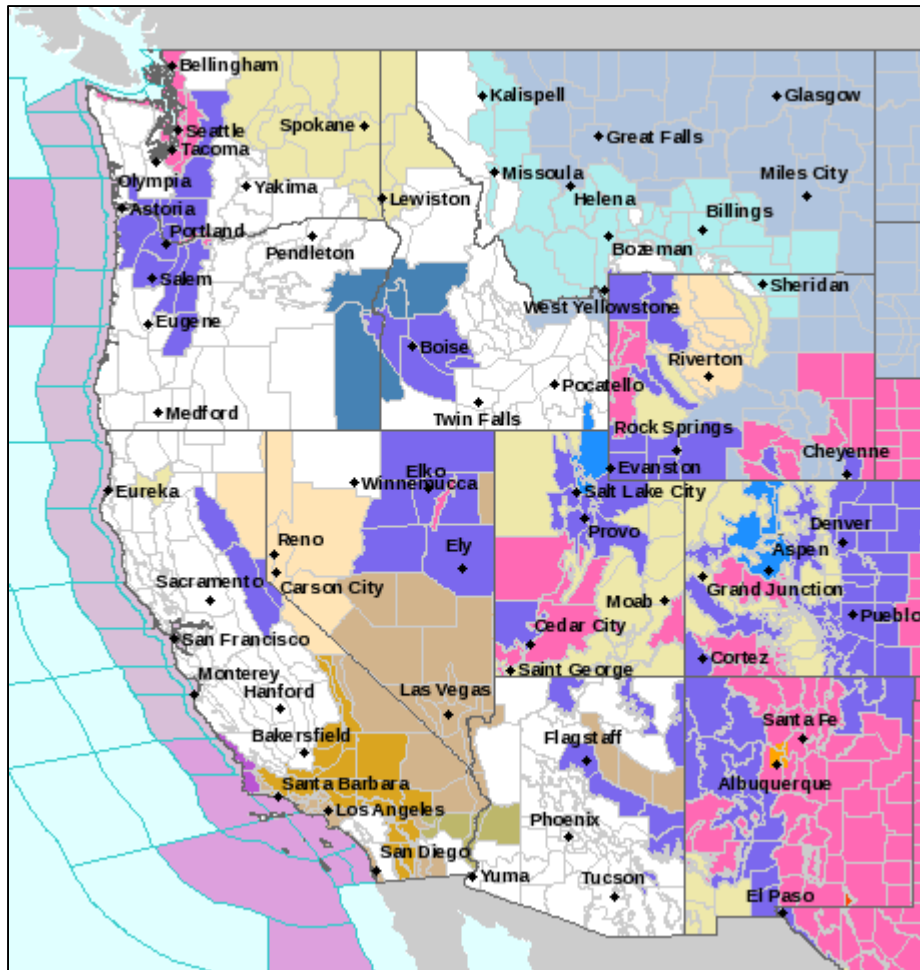 Bellingham
Kalispell
Glasgow
Seattle
Spokane
Great Falls
Tacoma
Olympia
Missoula
Yakima
Lewiston
Helena
Miles City
Astoria
Billings
Portland
Pendleton
Bozeman
Salem
Sheridan
West Yellowstone
Eugene
Boise
Riverton
Pocatello
Medford
Twin Falls
Rock Springs
Elko
Evanston
Cheyenne
Winnemucca
Eureka
Salt Lake City
Provo
Denver
Reno
Ely
Aspen
Sacramento
Carson City
Grand Junction
Moab
Pueblo
San Francisco
Cedar City
Cortez
Monterey
Saint George
Hanford
Las Vegas
Santa Fe
Bakersfield
Flagstaff
Albuquerque
Santa Barbara
Los Angeles
Phoenix
San Diego
Yuma
Tucson
El Paso